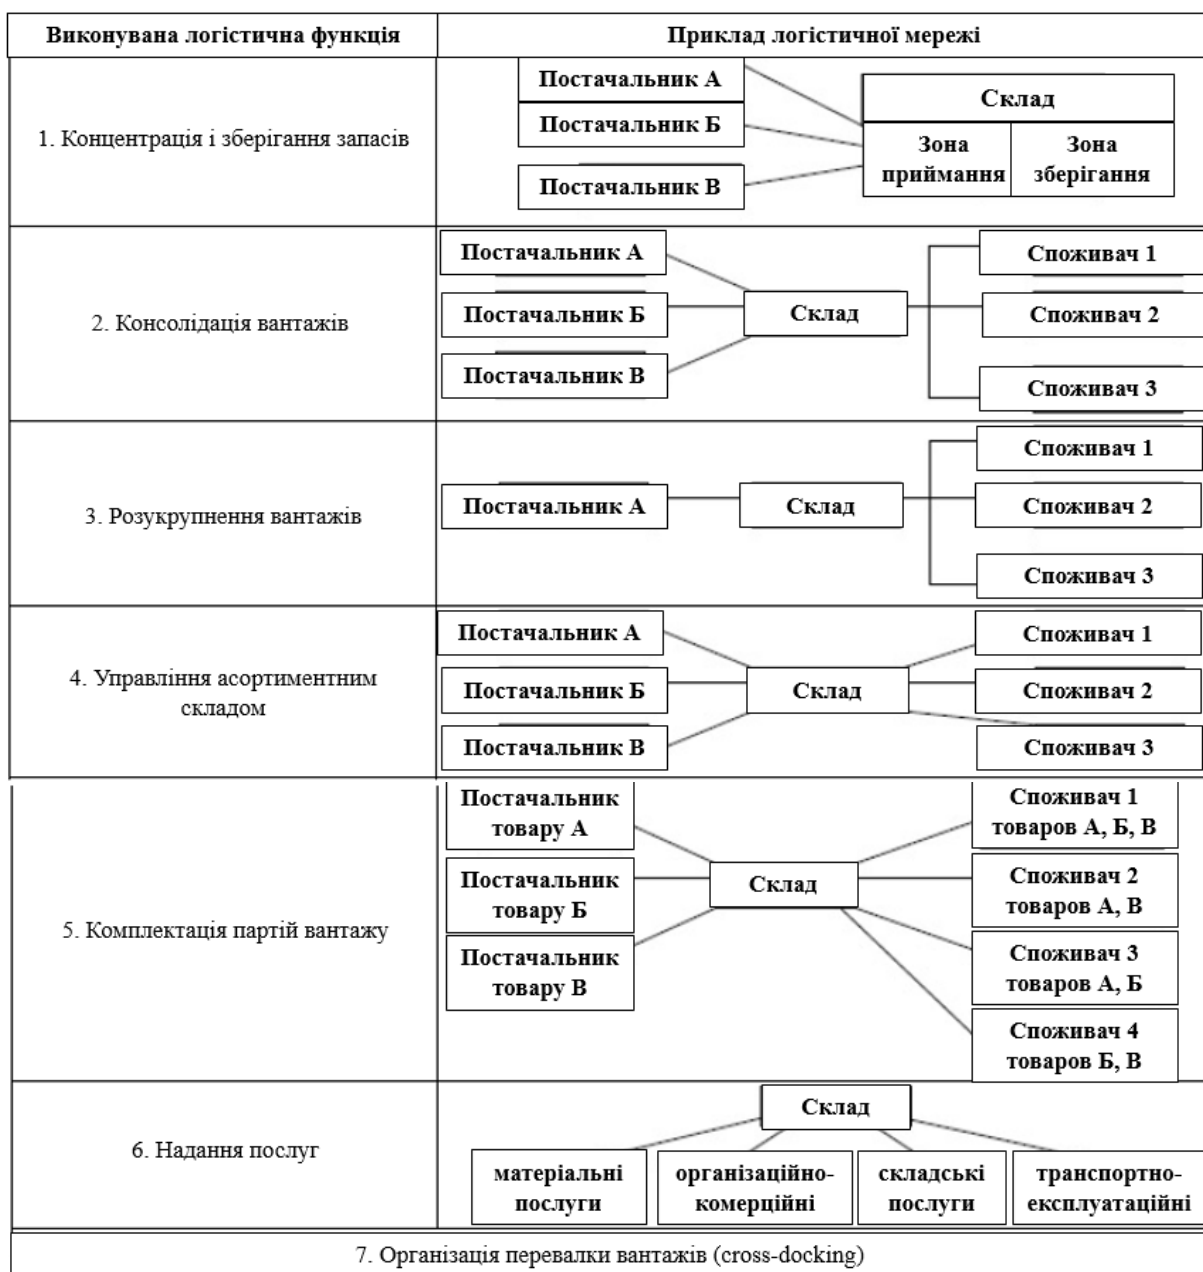 Виконувана логістична функція
Приклад логістичної мережі
1. Концентрація і зберігання запасів
Постачальник А
Постачальник Б
Постачальник В
Склад
Зона
приймання
Зона
зберігання
2. Консолідація вантажів
Постачальник А
Постачальник Б
Постачальник В
Склад
Споживач 1
Споживач 2
Споживач 3
3. Розукрупнення вантажів
Постачальник А
Склад
Споживач 1
Споживач 2
Споживач 3
4. Управління асортиментним
складом
Постачальник А
Постачальник Б
Постачальник В
Склад
Споживач 1
Споживач 2
Споживач 3
5. Комплектація партій вантажу
Постачальник
товару А
Постачальник
товару Б
Постачальник
товару В
Склад
Споживач 1
товаров А, Б, В
Споживач 2
товаров А, В
Споживач 3
товаров А, Б
Споживач 4
товаров Б, В
6. Надання послуг
Склад
матеріальні
послуги
організаційно-
комерційні
складські
послуги
транспортно-
експлуатаційні
7. Організація перевалки вантажів (cross-docking)